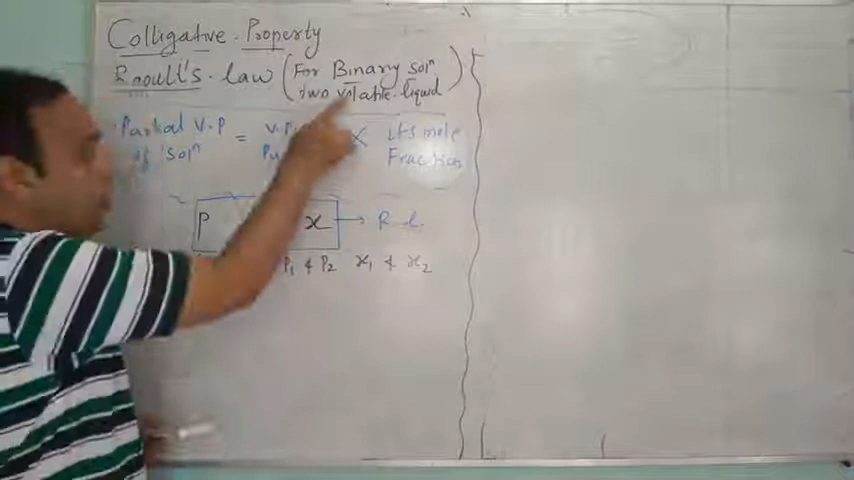 Colligative Property
Raoult's law (For Binary solⁿ
two volatile liquid)
Partial V.P = V.P × its mole
of solⁿ Pu Fraction
P x → R.L.
P₁ & P₂ x₁ & x₂